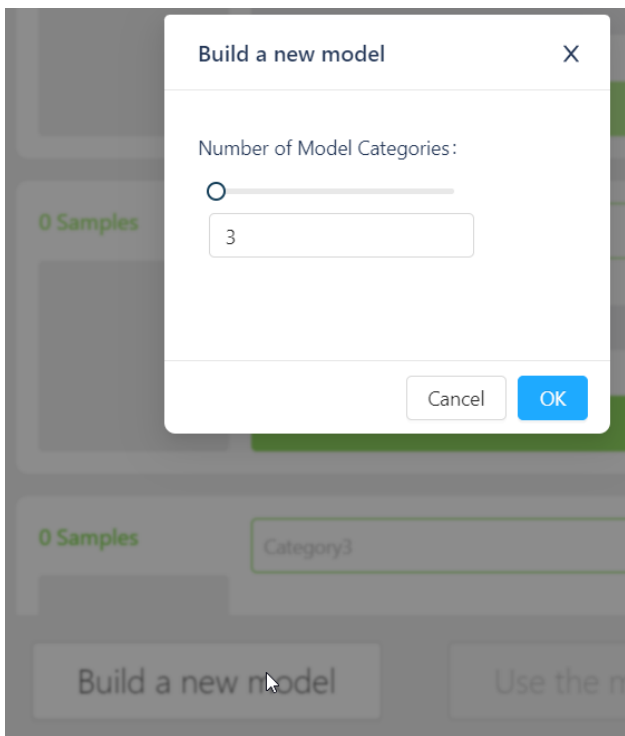 Build a new model
X
Number of Model Categories:
3
0 Samples
Cancel
OK
0 Samples
Category3
Build a new model
Use the